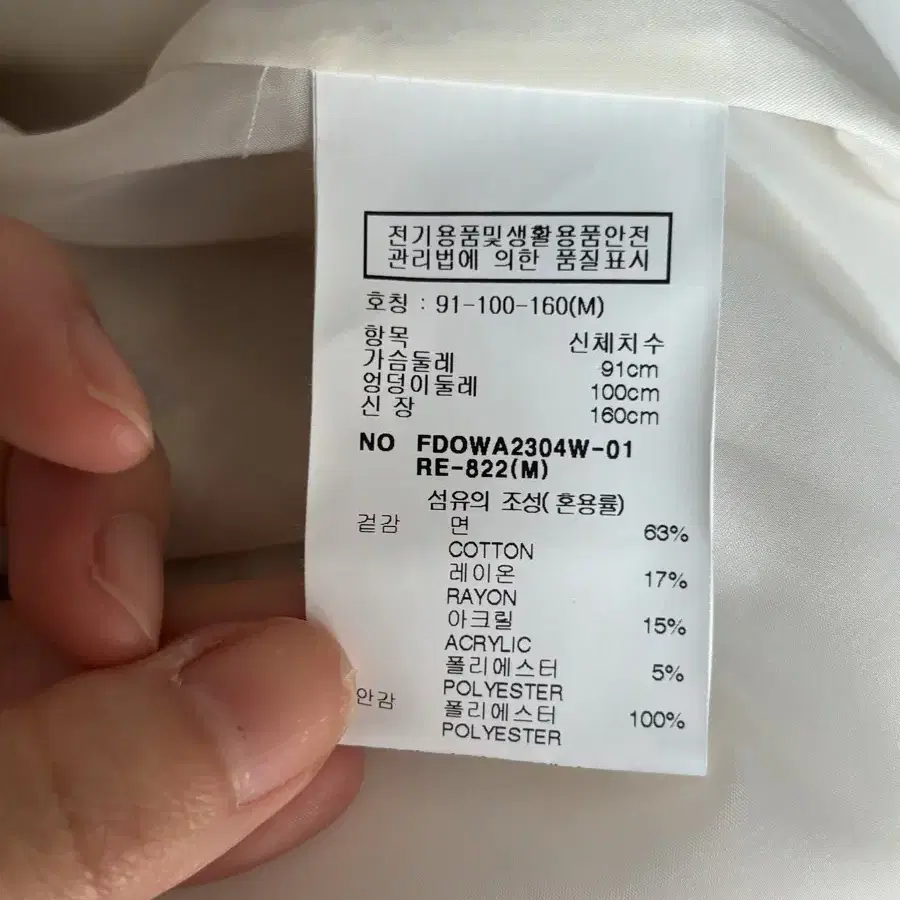 전기용품및생활용품안전
관리법에 의한 품질표시
호칭 : 91-100-160(M)
항목 신체치수
가슴둘레 91cm
엉덩이둘레 100cm
신 장 160cm
NO FDOWA2304W-01
RE-822(M)
섬유의 조성( 혼용률)
겉감 면 63%
COTTON
레이온 17%
RAYON
아크릴 15%
ACRYLIC
폴리에스터 5%
POLYESTER
안감 폴리에스터 100%
POLYESTER